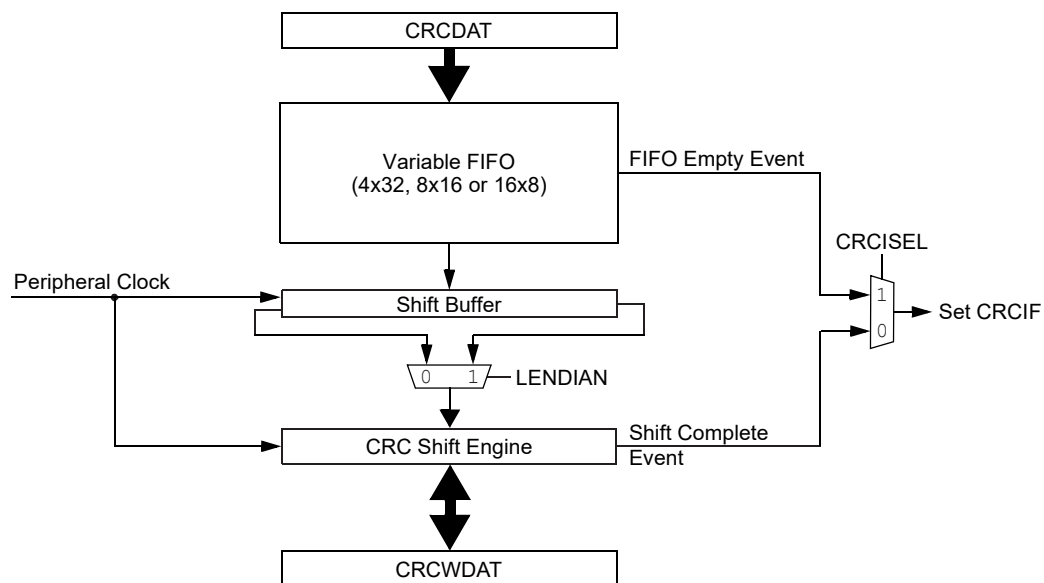 CRCDAT
Variable FIFO
(4x32, 8x16 or 16x8)
FIFO Empty Event
CRCISEL
Peripheral Clock
1
Set CRCIF
Shift Buffer
0
0 1
LENDIAN
CRC Shift Engine
Shift Complete
Event
CRCWDAT